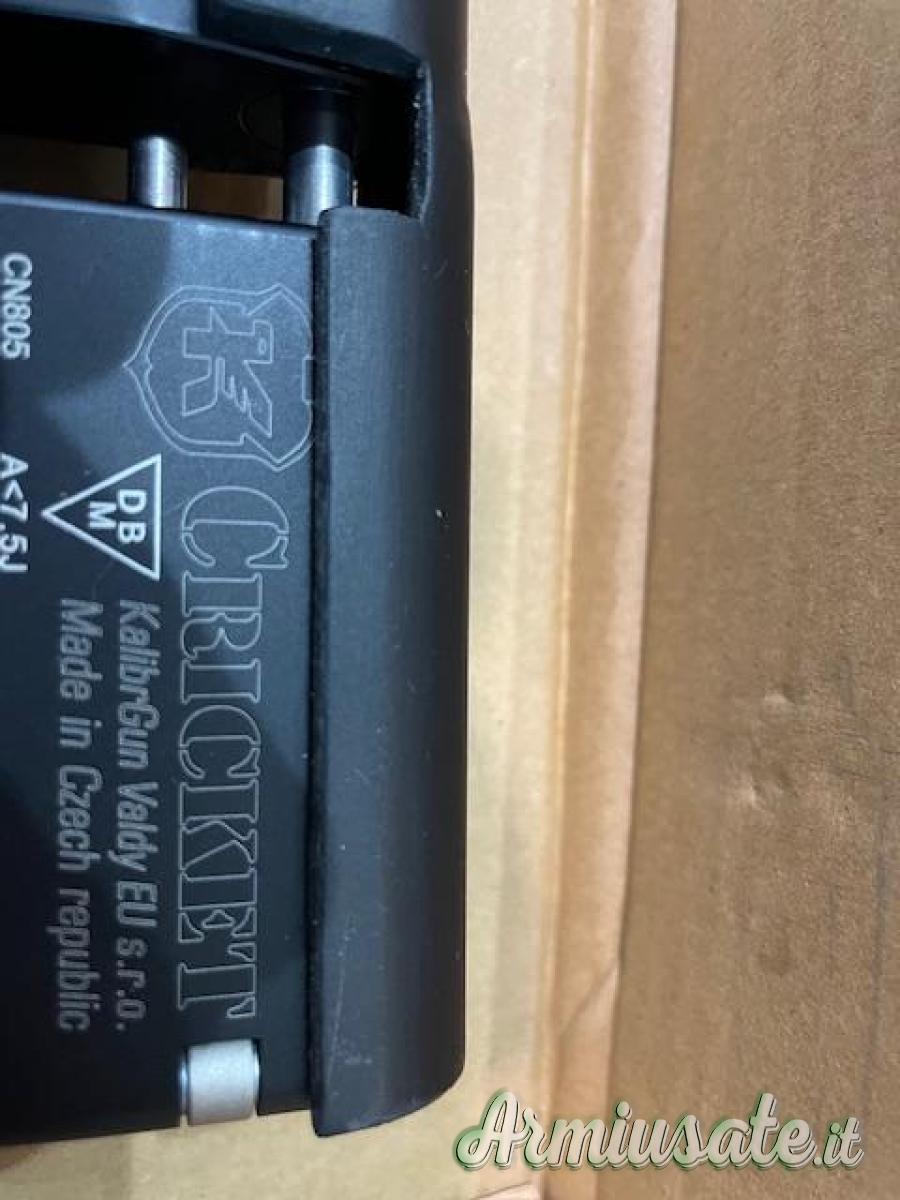 K
CRICKET
DB
M
KalibrGun Valdy EU s.r.o.
Made in Czech republic
CN805
A<7.5J
Armiusate.it